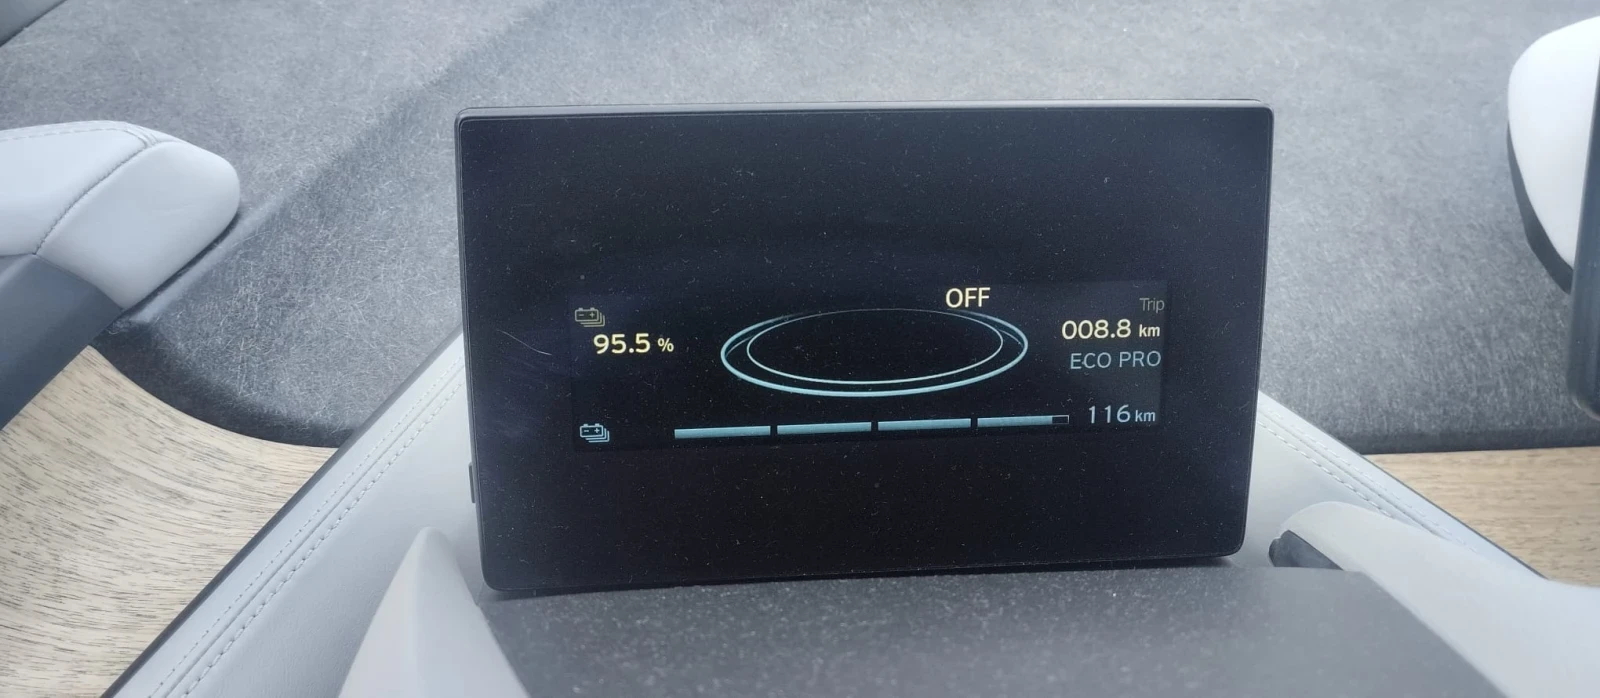 OFF
95.5 %
Trip
008.8 km
ECO PRO
116 km